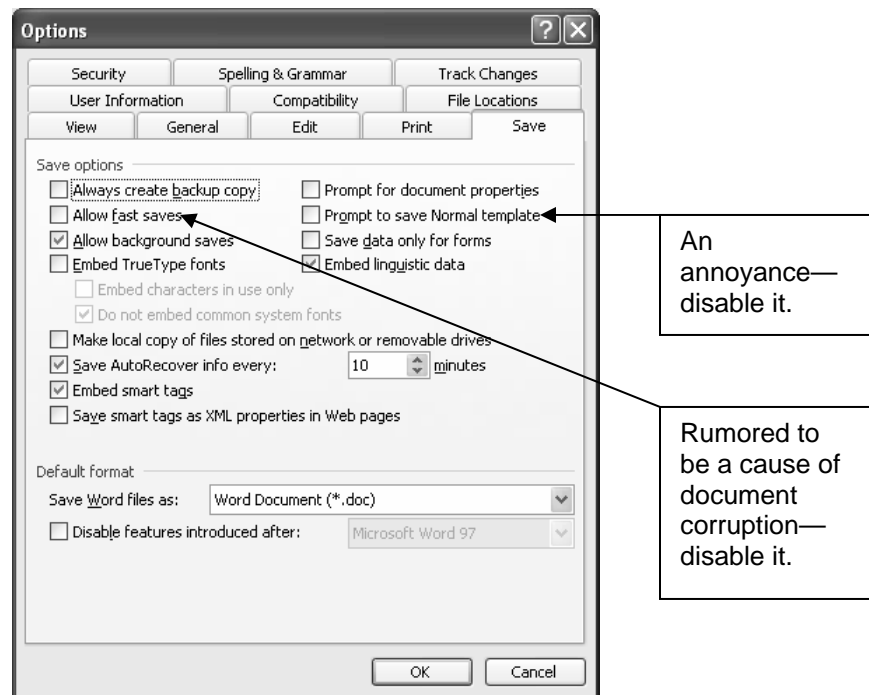 Options
Security Spelling & Grammar Track Changes
User Information Compatibility File Locations
View General Edit Print Save
Save options
Always create backup copy Prompt for document properties
Allow fast saves Prompt to save Normal template
Allow background saves Save data only for forms
Embed TrueType fonts Embed linguistic data
Embed characters in use only
Do not embed common system fonts
Make local copy of files stored on network or removable drives
Save AutoRecover info every: 10 minutes
Embed smart tags
Save smart tags as XML properties in Web pages
Default format
Save Word files as: Word Document (*.doc)
Disable features introduced after: Microsoft Word 97
OK Cancel
An
annoyance—
disable it.
Rumored to
be a cause of
document
corruption—
disable it.